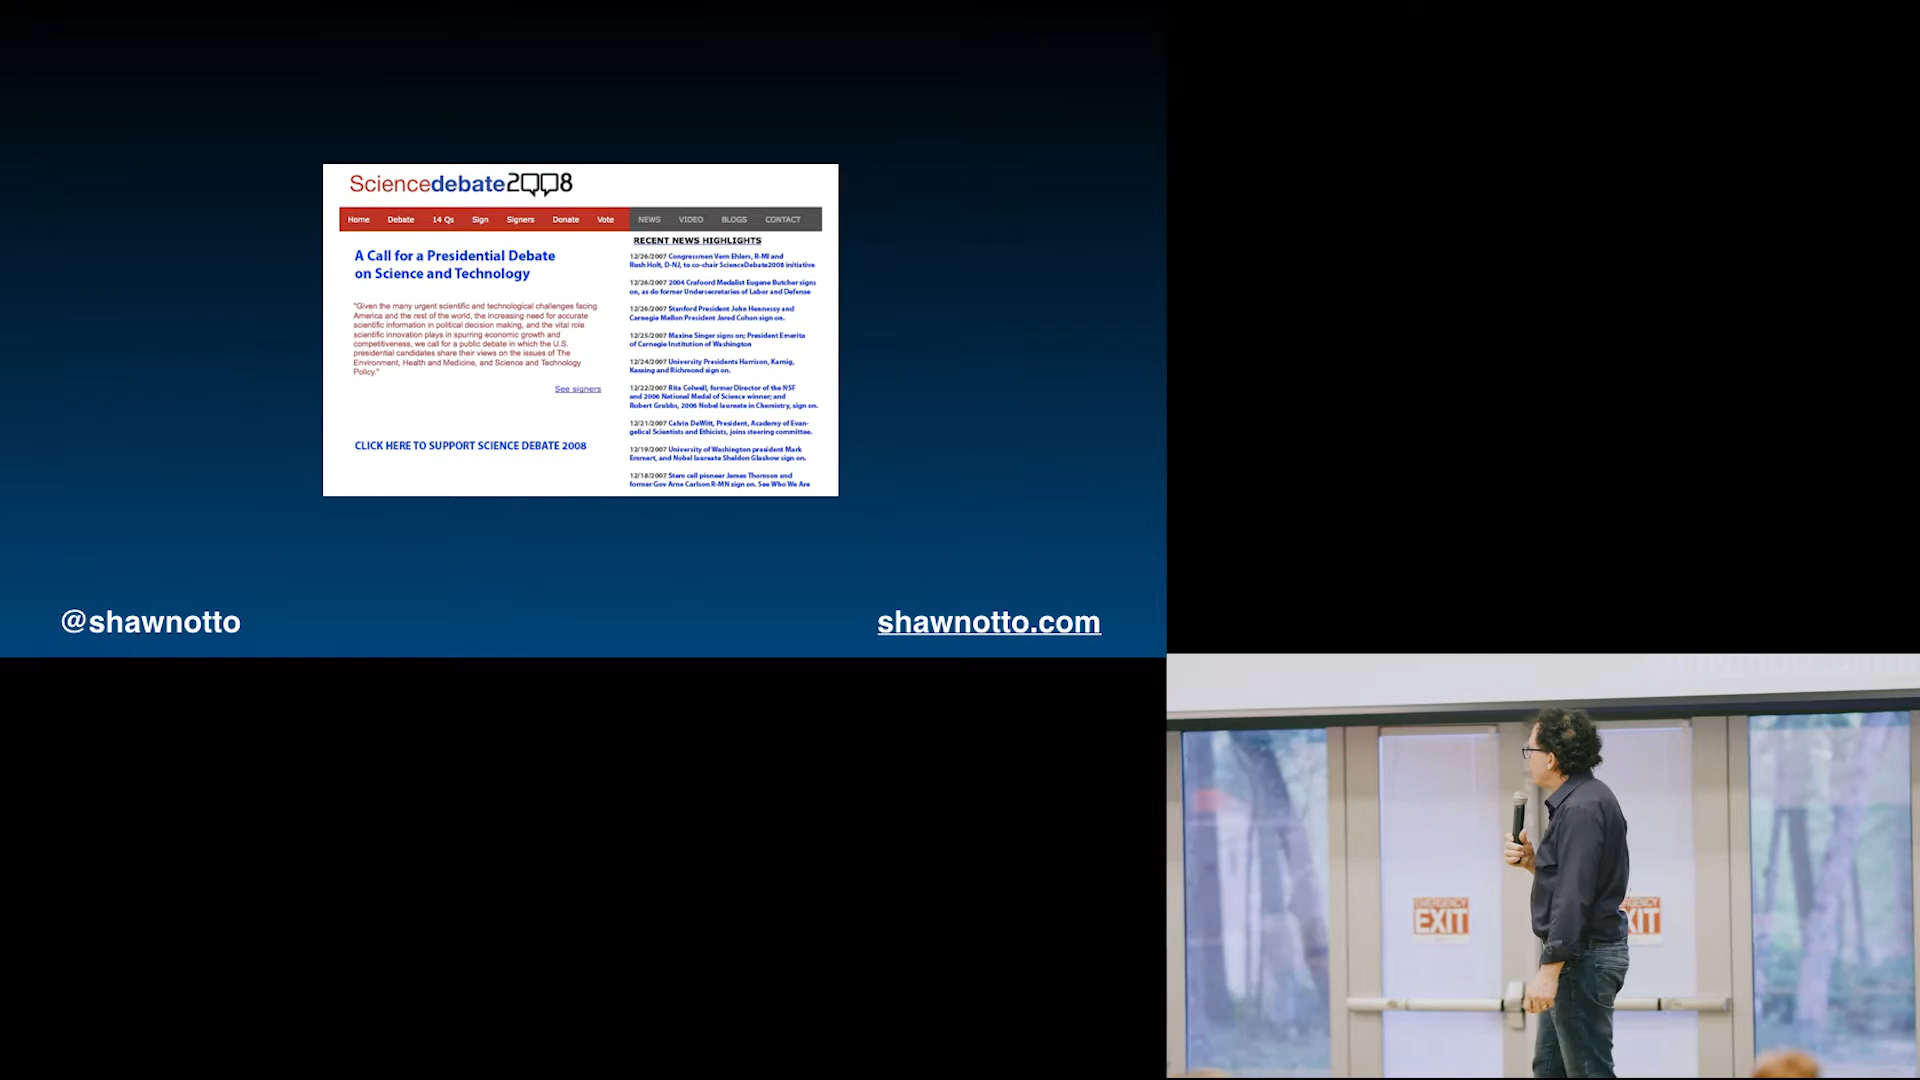 Sciencedebate2008
Home Debate 14 Qs Sign Signers Donate Vote NEWS VIDEO BLOGS CONTACT
A Call for a Presidential Debate
on Science and Technology
"Given the many urgent scientific and technological challenges facing
America and the rest of the world, the increasing need for accurate
scientific information in political decision making, and the vital role
scientific innovation plays in spurring economic growth and
competitiveness, we call for a public debate in which the U.S.
presidential candidates share their views on the issues of The
Environment, Health and Medicine, and Science and Technology
Policy."
See signers
CLICK HERE TO SUPPORT SCIENCE DEBATE 2008
RECENT NEWS HIGHLIGHTS
12/26/2007 Congressmen Vern Ehlers, R-MI and
Rush Holt, D-NJ, to co-chair ScienceDebate2008 initiative
12/26/2007 2004 Crafoord Medalist Eugene Butcher signs
on, as do former Undersecretaries of Labor and Defense
12/26/2007 Stanford President John Hennessy and
Carnegie Mellon President Jared Cohon sign on.
12/25/2007 Maxine Singer signs on; President Emerita
of Carnegie Institution of Washington
12/24/2007 University Presidents Harrison, Karnig,
Kassing and Richmond sign on.
12/22/2007 Rita Colwell, former Director of the NSF
and 2006 National Medal of Science winner; and
Robert Grubbs, 2006 Nobel laureate in Chemistry, sign on.
12/21/2007 Calvin DeWitt, President, Academy of Evan-
gelical Scientists and Ethicists, joins steering committee.
12/19/2007 University of Washington president Mark
Emmert, and Nobel laureate Sheldon Glashow sign on.
12/18/2007 Stem cell pioneer James Thomson and
former Gov Arne Carlson R-MN sign on. See Who We Are
@shawnotto
shawnotto.com
EMERGENCY
EXIT